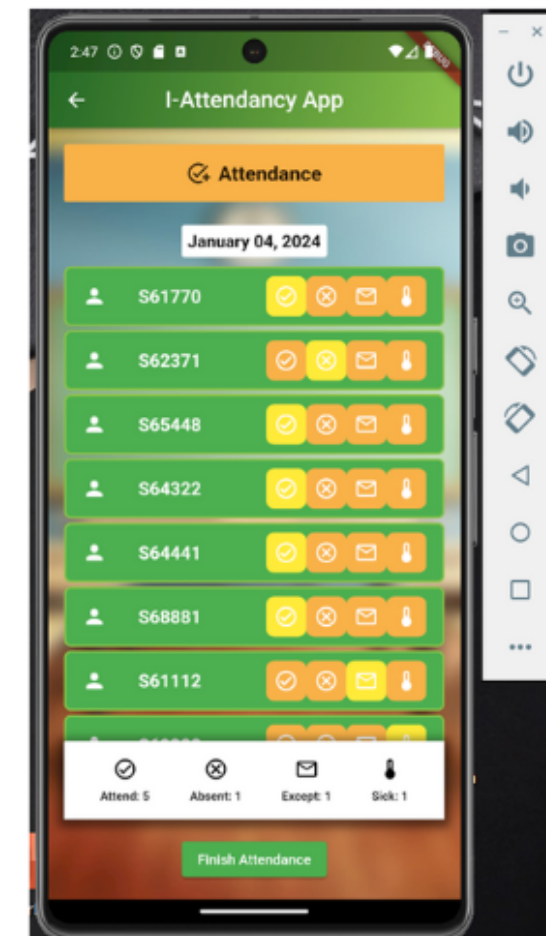 2:47
I-Attendancy App
Attendance
January 04, 2024
S61770
S62371
S65448
S64322
S64441
S68881
S61112
Attend: 5 Absent: 1 Except: 1 Sick: 1
Finish Attendance